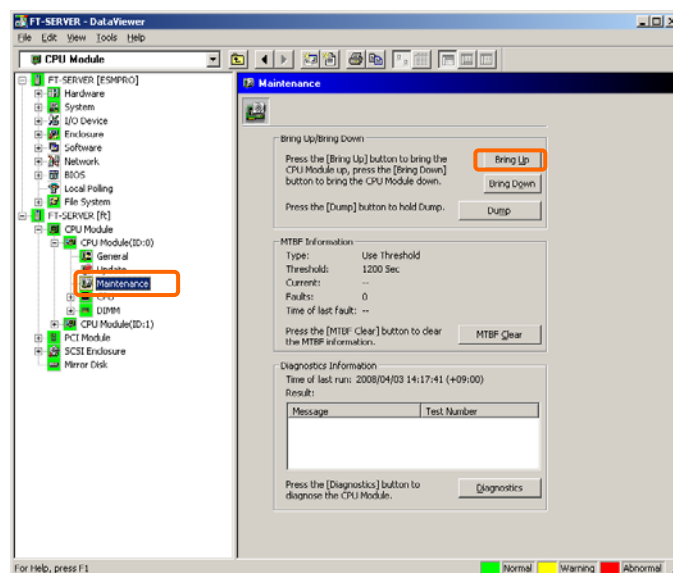 FT-SERVER - DataViewer
File Edit View Tools Help
CPU Module
FT-SERVER [ESMPRO]
Hardware
System
I/O Device
Enclosure
Software
Network
BIOS
Local Polling
File System
FT-SERVER [ft]
CPU Module
CPU Module(ID:0)
General
Update
Maintenance
CPU
DIMM
CPU Module(ID:1)
PCI Module
SCSI Enclosure
Mirror Disk
Maintenance
Bring Up/Bring Down
Press the [Bring Up] button to bring the
CPU Module up, press the [Bring Down]
button to bring the CPU Module down.
Bring Up
Bring Down
Press the [Dump] button to hold Dump.
Dump
MTBF Information
Type: Use Threshold
Threshold: 1200 Sec
Current: --
Faults: 0
Time of last fault: --
Press the [MTBF Clear] button to clear
the MTBF information.
MTBF Clear
Diagnostics Information
Time of last run: 2008/04/03 14:17:41 (+09:00)
Result:
Message Test Number
Press the [Diagnostics] button to
diagnose the CPU Module.
Diagnostics
For Help, press F1
Normal Warning Abnormal